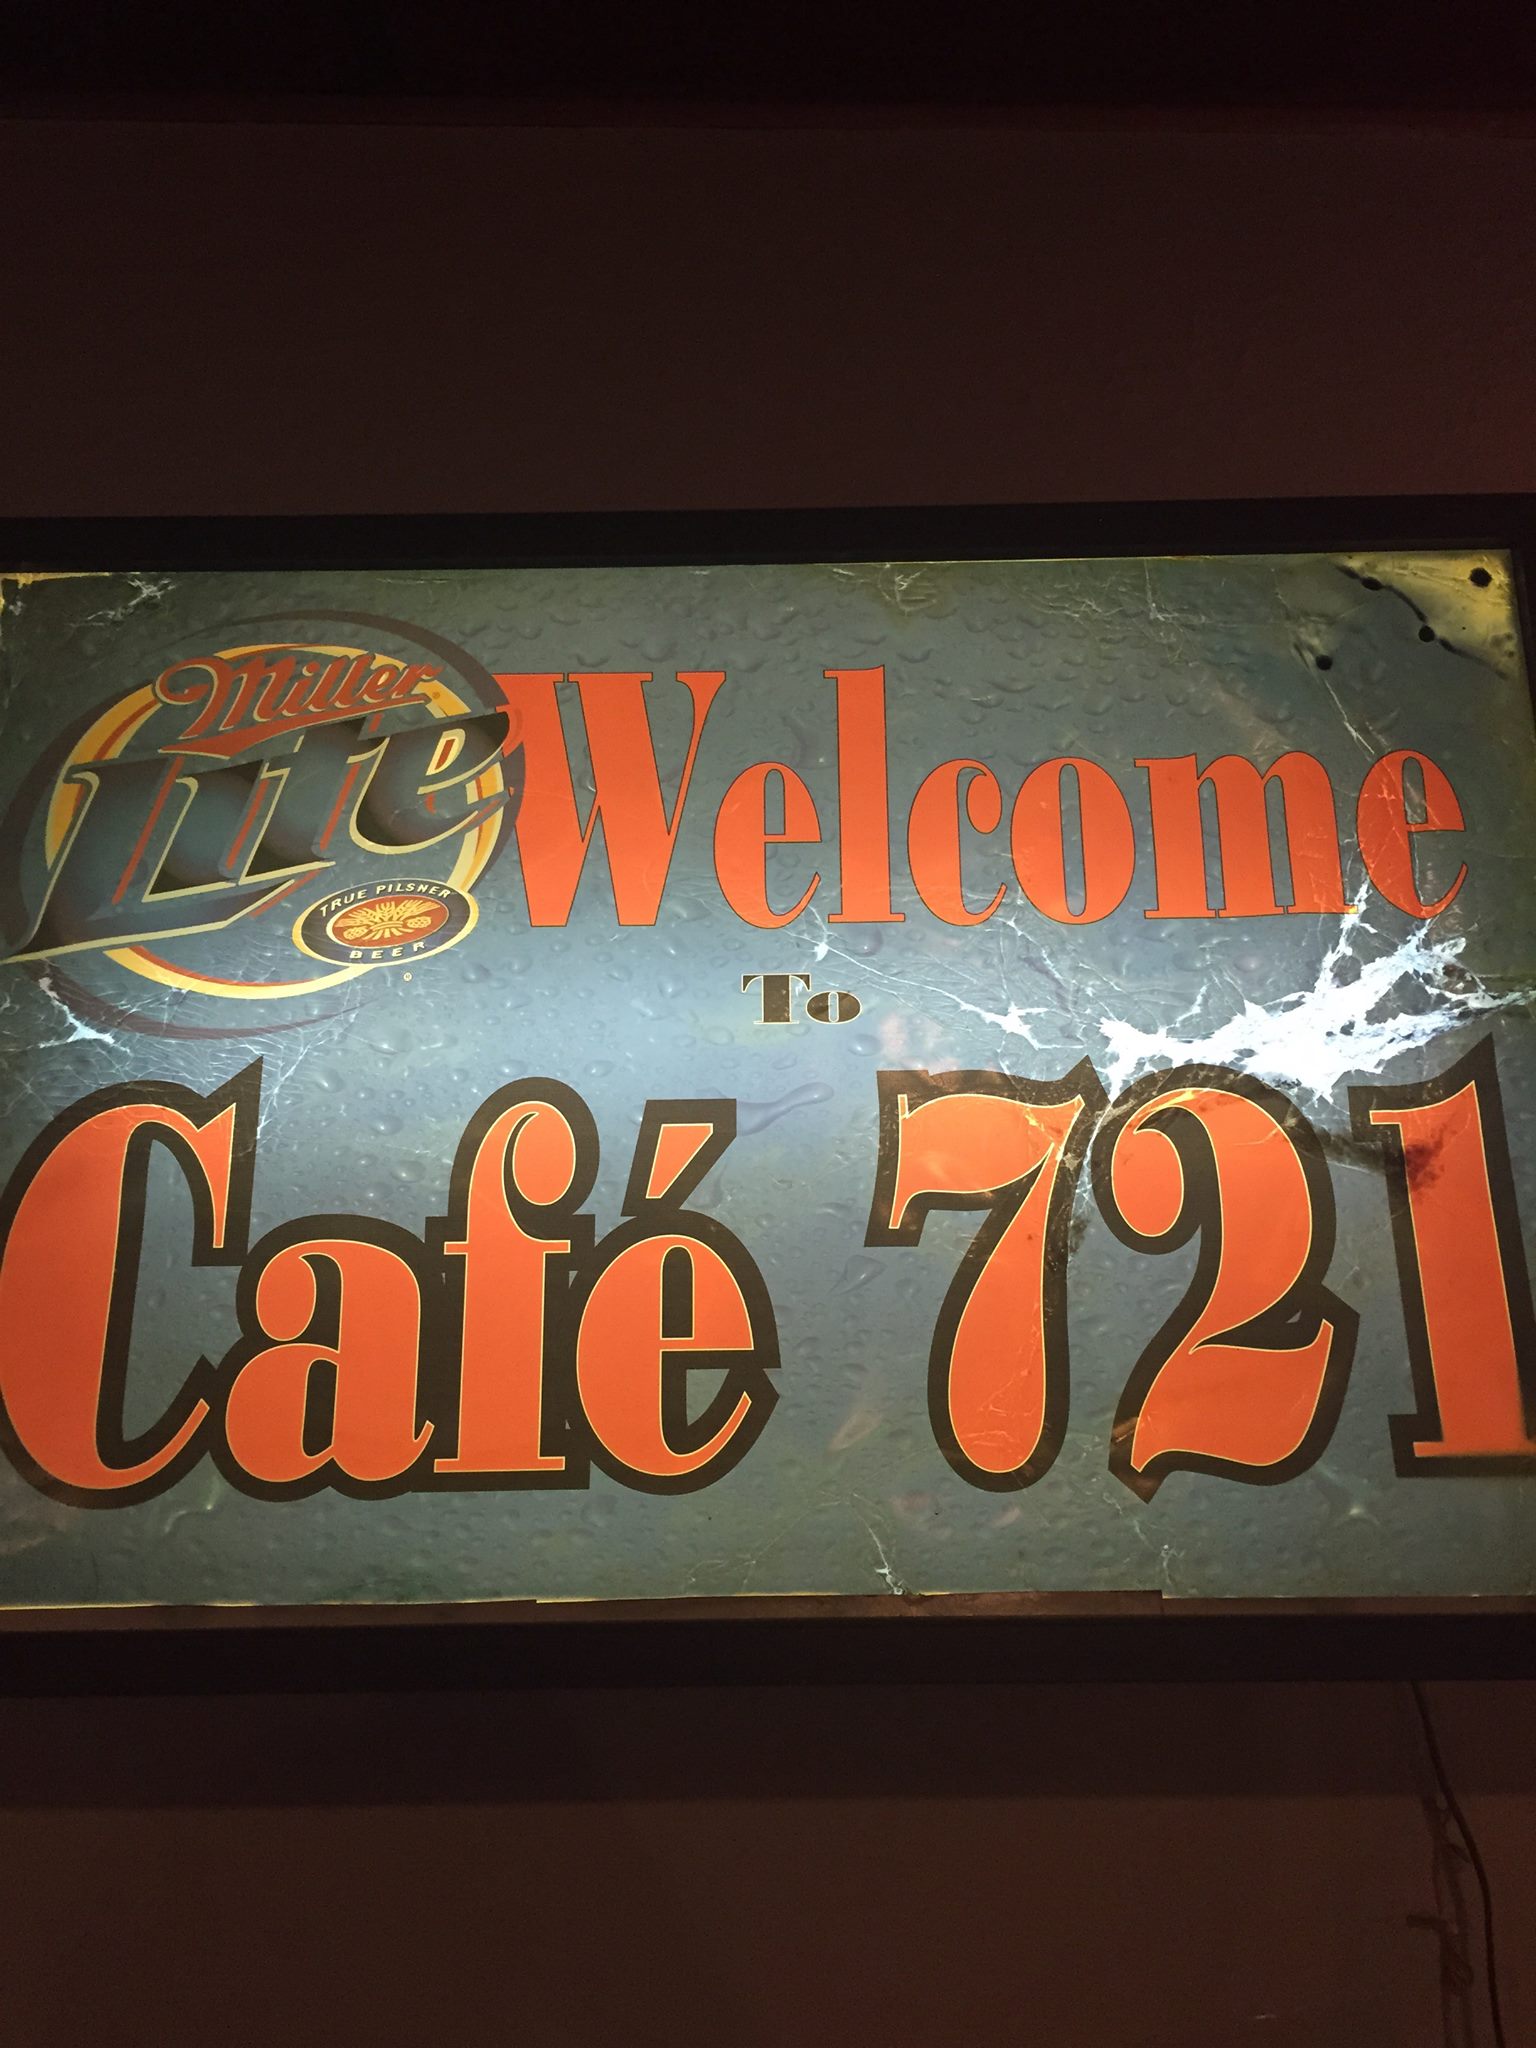 Miller
Lite
TRUE PILSNER
BEER
®
Welcome
To
Café 721